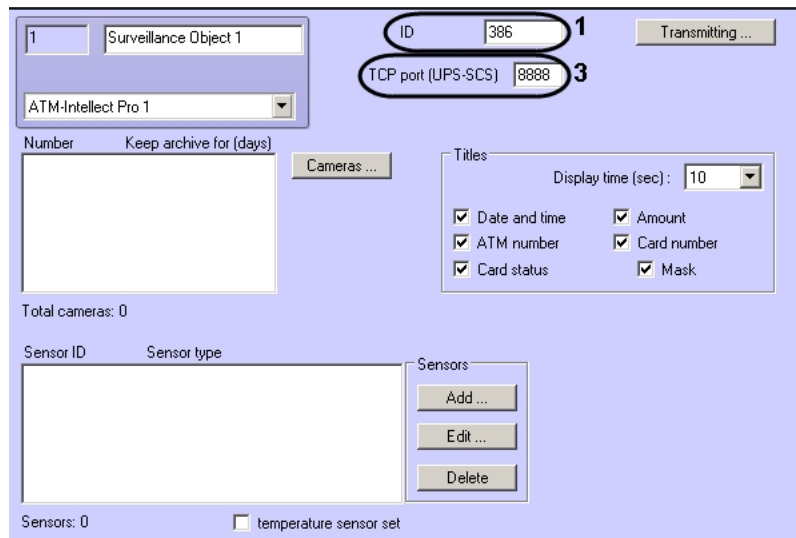 1 Surveillance Object 1 ID 386 1 Transmitting ...
TCP port (UPS-SCS) 8888 3
ATM-Intellect Pro 1
Number Keep archive for (days)
Cameras ...
Titles
Display time (sec) : 10
Date and time Amount
ATM number Card number
Card status Mask
Total cameras: 0
Sensor ID Sensor type
Sensors
Add ...
Edit ...
Delete
Sensors: 0 temperature sensor set